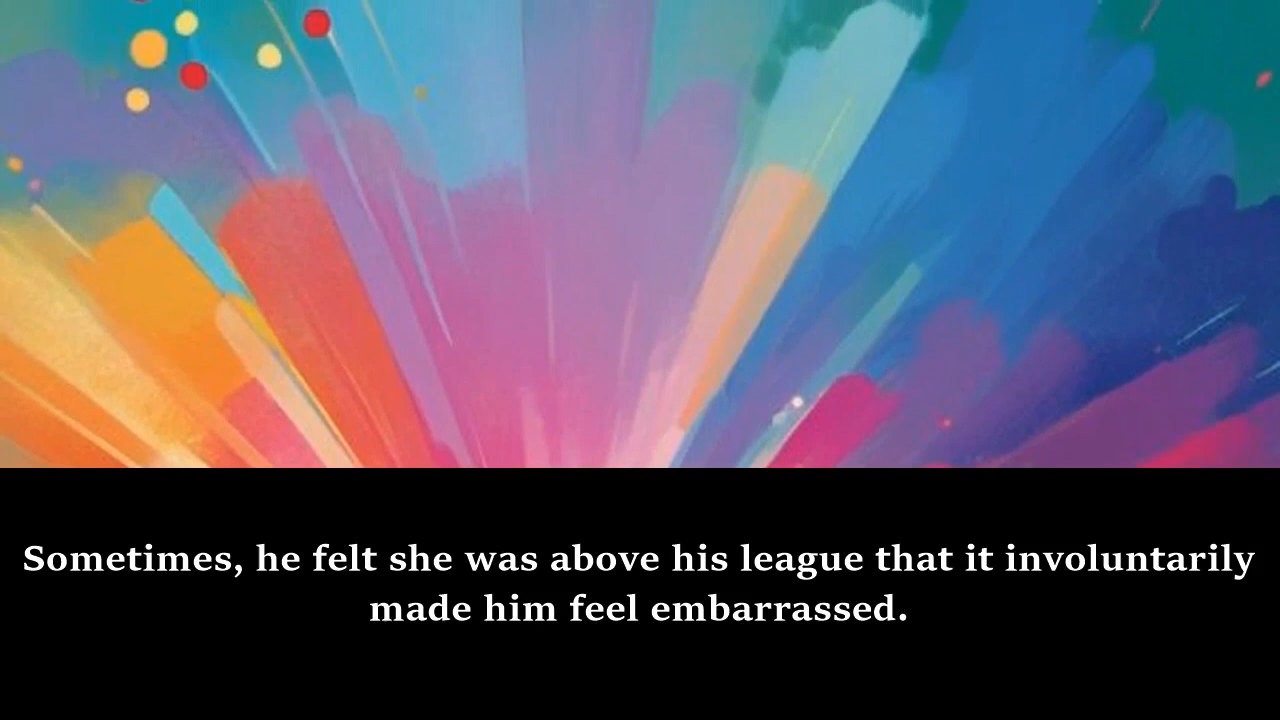 Sometimes, he felt she was above his league that it involuntarily
made him feel embarrassed.